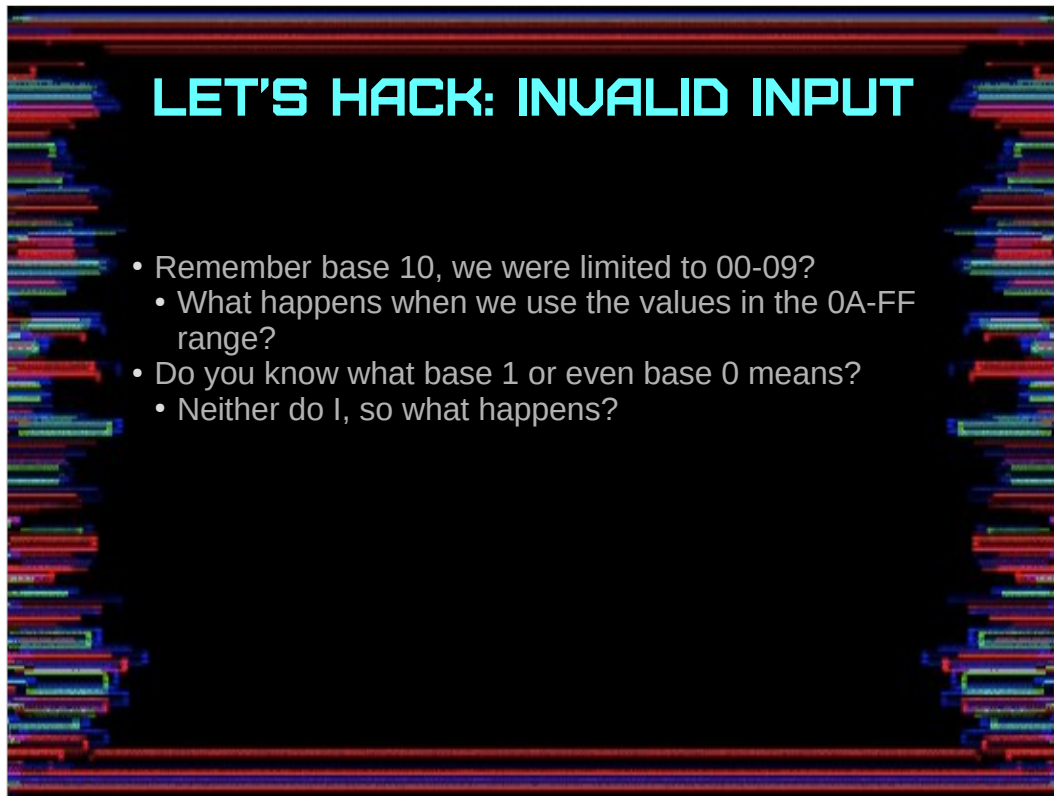 LET'S HACK: INVALID INPUT
• Remember base 10, we were limited to 00-09?
• What happens when we use the values in the 0A-FF
range?
• Do you know what base 1 or even base 0 means?
• Neither do I, so what happens?